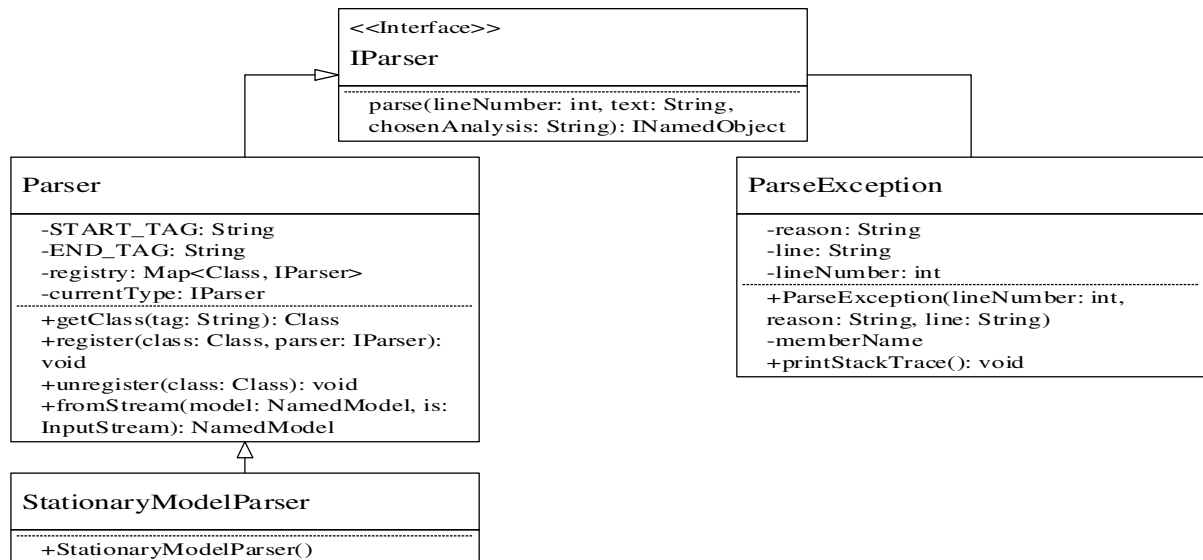 <<Interface>>
IParser
parse(lineNumber: int, text: String,
chosenAnalysis: String): INamedObject
Parser
-START_TAG: String
-END_TAG: String
-registry: Map<Class, IParser>
-currentType: IParser
+getClass(tag: String): Class
+register(class: Class, parser: IParser):
void
+unregister(class: Class): void
+fromStream(model: NamedModel, is:
InputStream): NamedModel
ParseException
-reason: String
-line: String
-lineNumber: int
+ParseException(lineNumber: int,
reason: String, line: String)
-memberName
+printStackTrace(): void
StationaryModelParser
+StationaryModelParser()